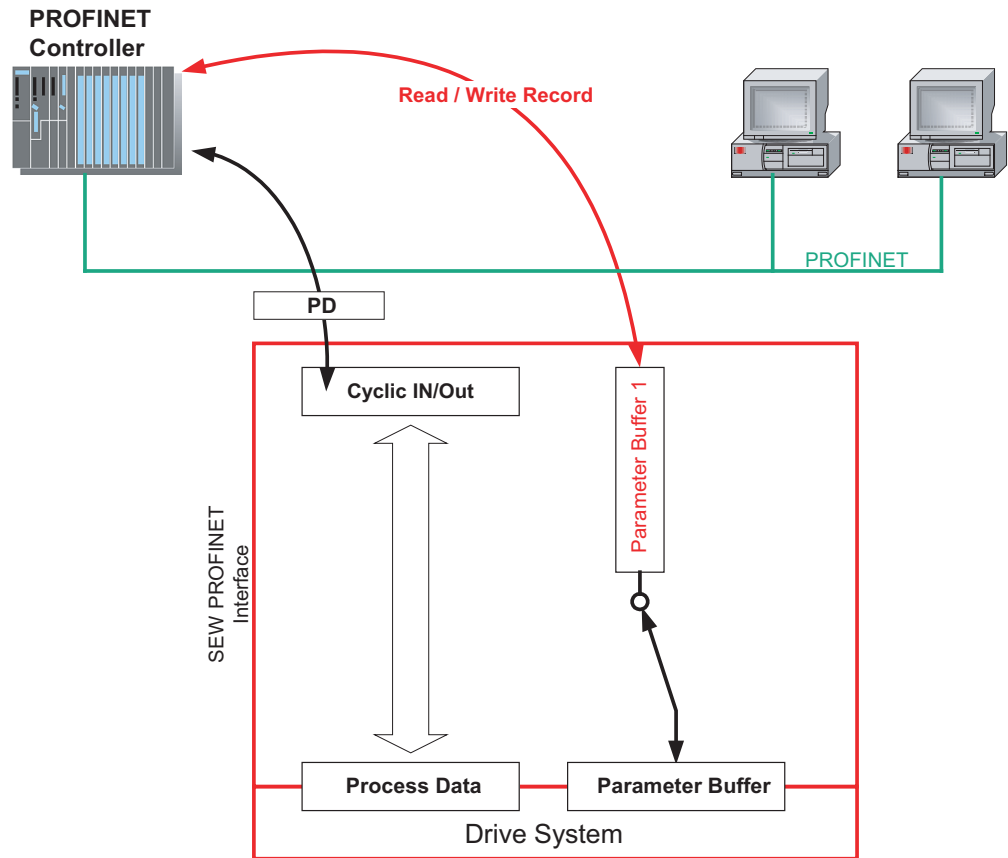 PROFINET
Controller
Read / Write Record
PROFINET
PD
Cyclic IN/Out
Parameter Buffer 1
SEW PROFINET
Interface
Process Data
Parameter Buffer
Drive System